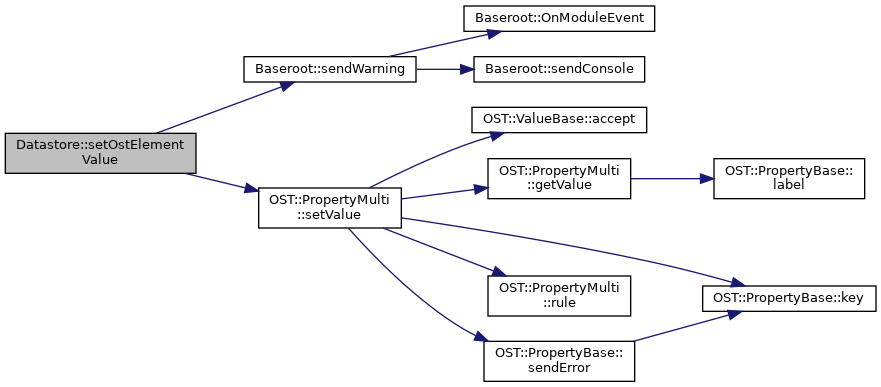 Baseroot::OnModuleEvent
Baseroot::sendWarning
Baseroot::sendConsole
OST::ValueBase::accept
Datastore::setOstElement
Value
OST::PropertyMulti
::getValue
OST::PropertyBase::
label
OST::PropertyMulti
::setValue
OST::PropertyMulti
::rule
OST::PropertyBase::key
OST::PropertyBase::
sendError